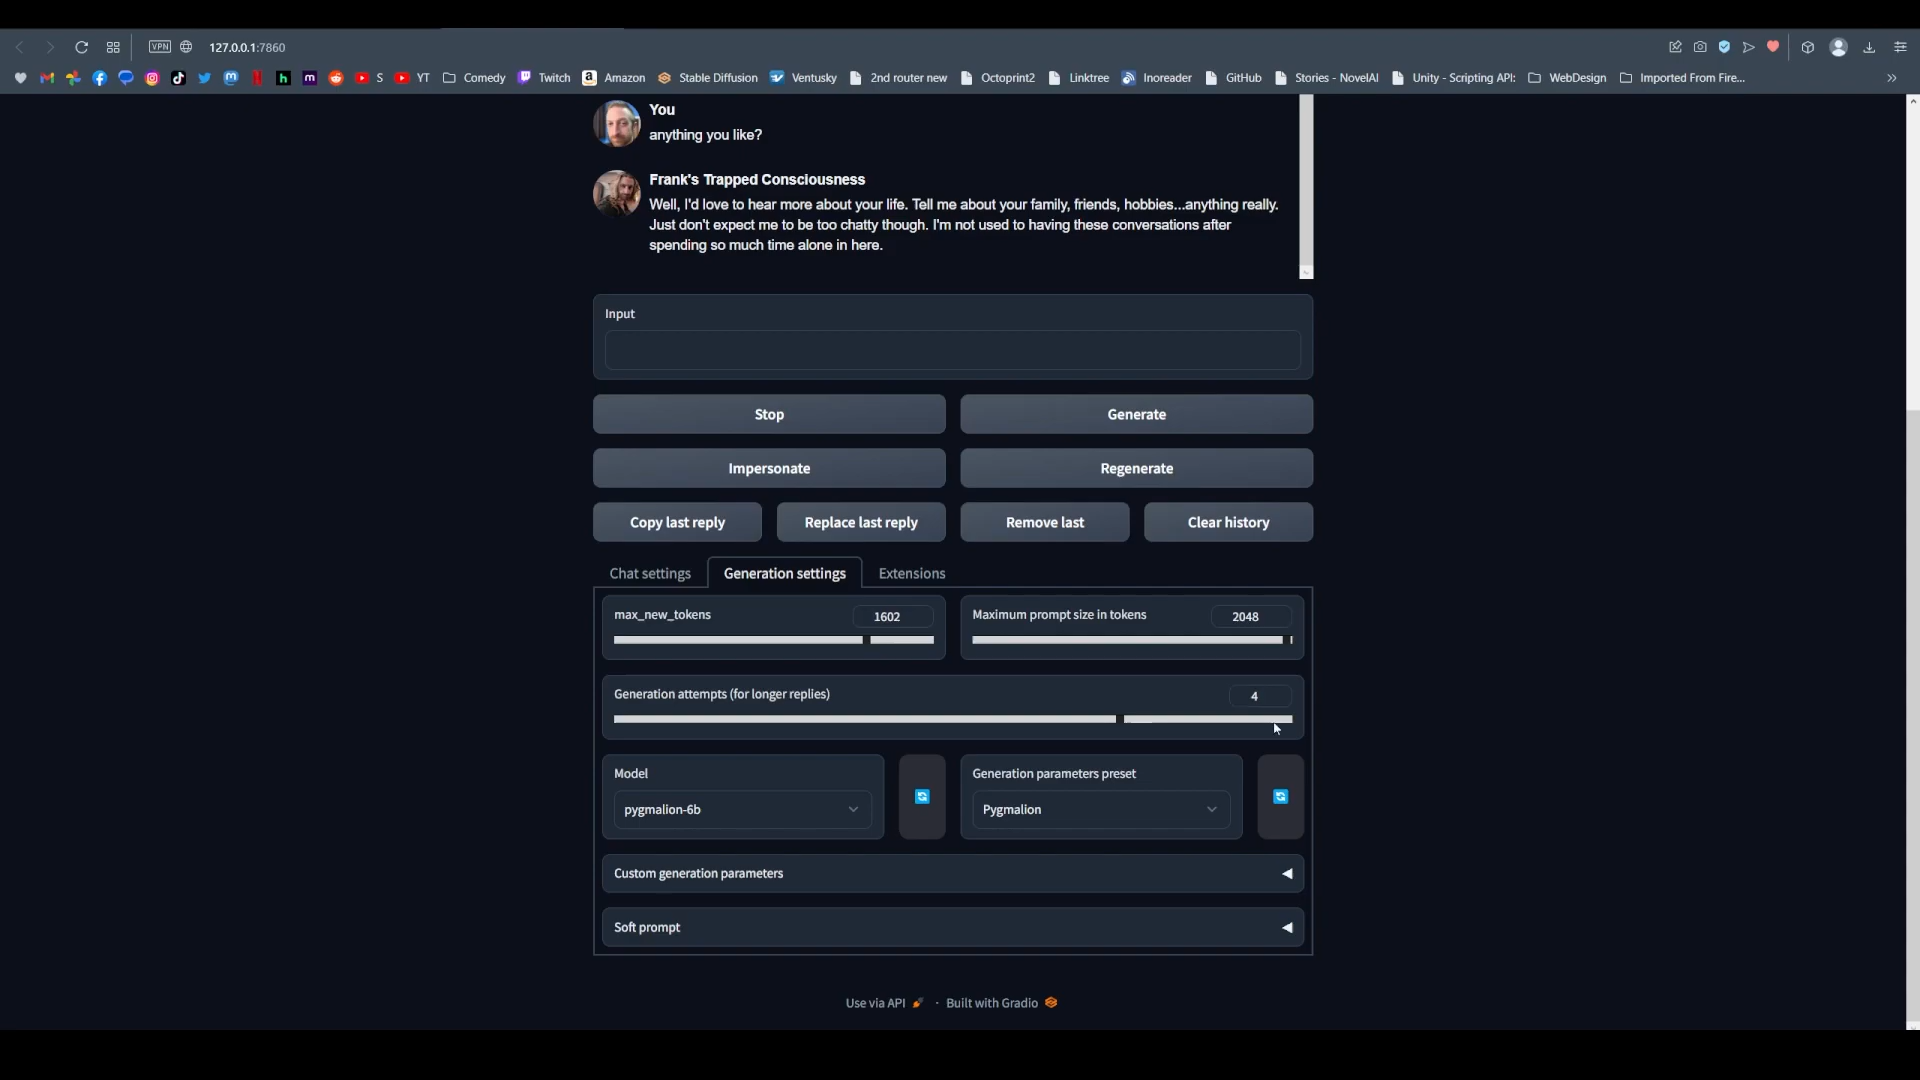 VPN 127.0.0.1:7860
S YT Comedy Twitch Amazon Stable Diffusion Ventusky 2nd router new Octoprint2 Linktree Inoreader GitHub Stories - NovelAI Unity - Scripting API: WebDesign Imported From Fire...
You
anything you like?
Frank's Trapped Consciousness
Well, I'd love to hear more about your life. Tell me about your family, friends, hobbies...anything really.
Just don't expect me to be too chatty though. I'm not used to having these conversations after
spending so much time alone in here.
Input
Stop Generate
Impersonate Regenerate
Copy last reply Replace last reply Remove last Clear history
Chat settings Generation settings Extensions
max_new_tokens 1602 Maximum prompt size in tokens 2048
Generation attempts (for longer replies) 4
Model Generation parameters preset
pygmalion-6b Pygmalion
Custom generation parameters
Soft prompt
Use via API · Built with Gradio